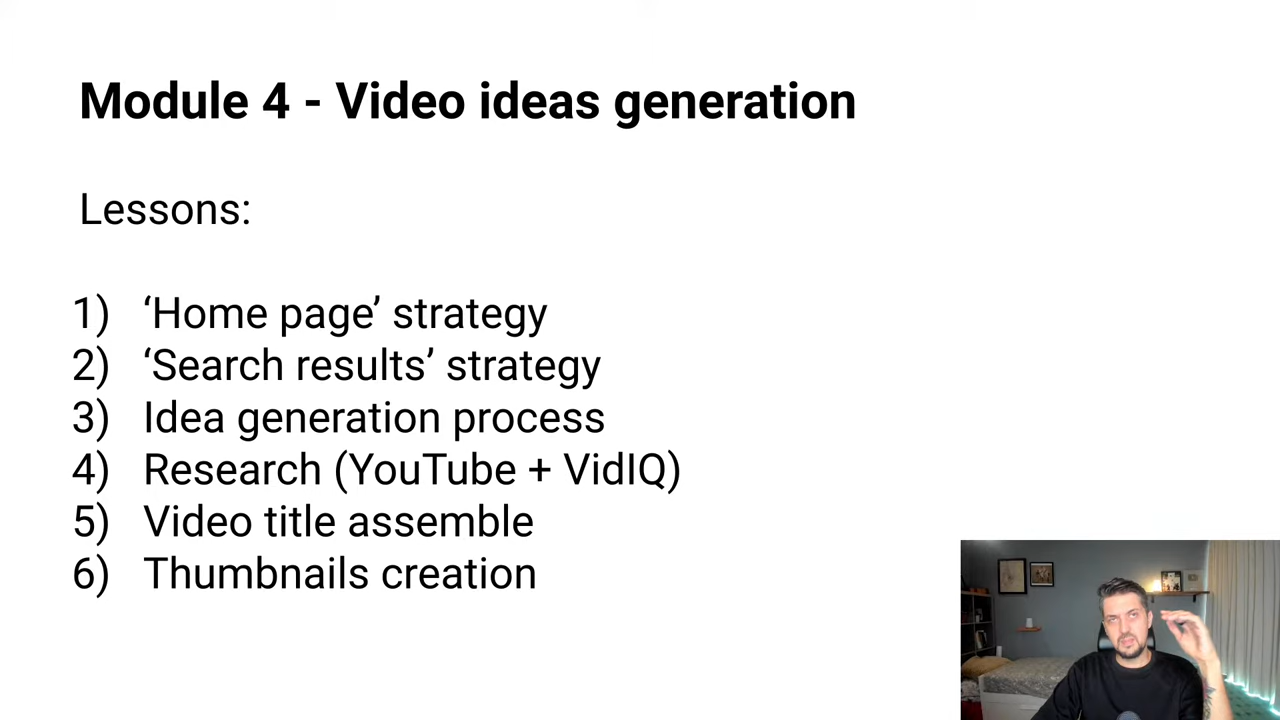 Module 4 - Video ideas generation
Lessons:
1) ‘Home page’ strategy
2) ‘Search results’ strategy
3) Idea generation process
4) Research (YouTube + VidIQ)
5) Video title assemble
6) Thumbnails creation